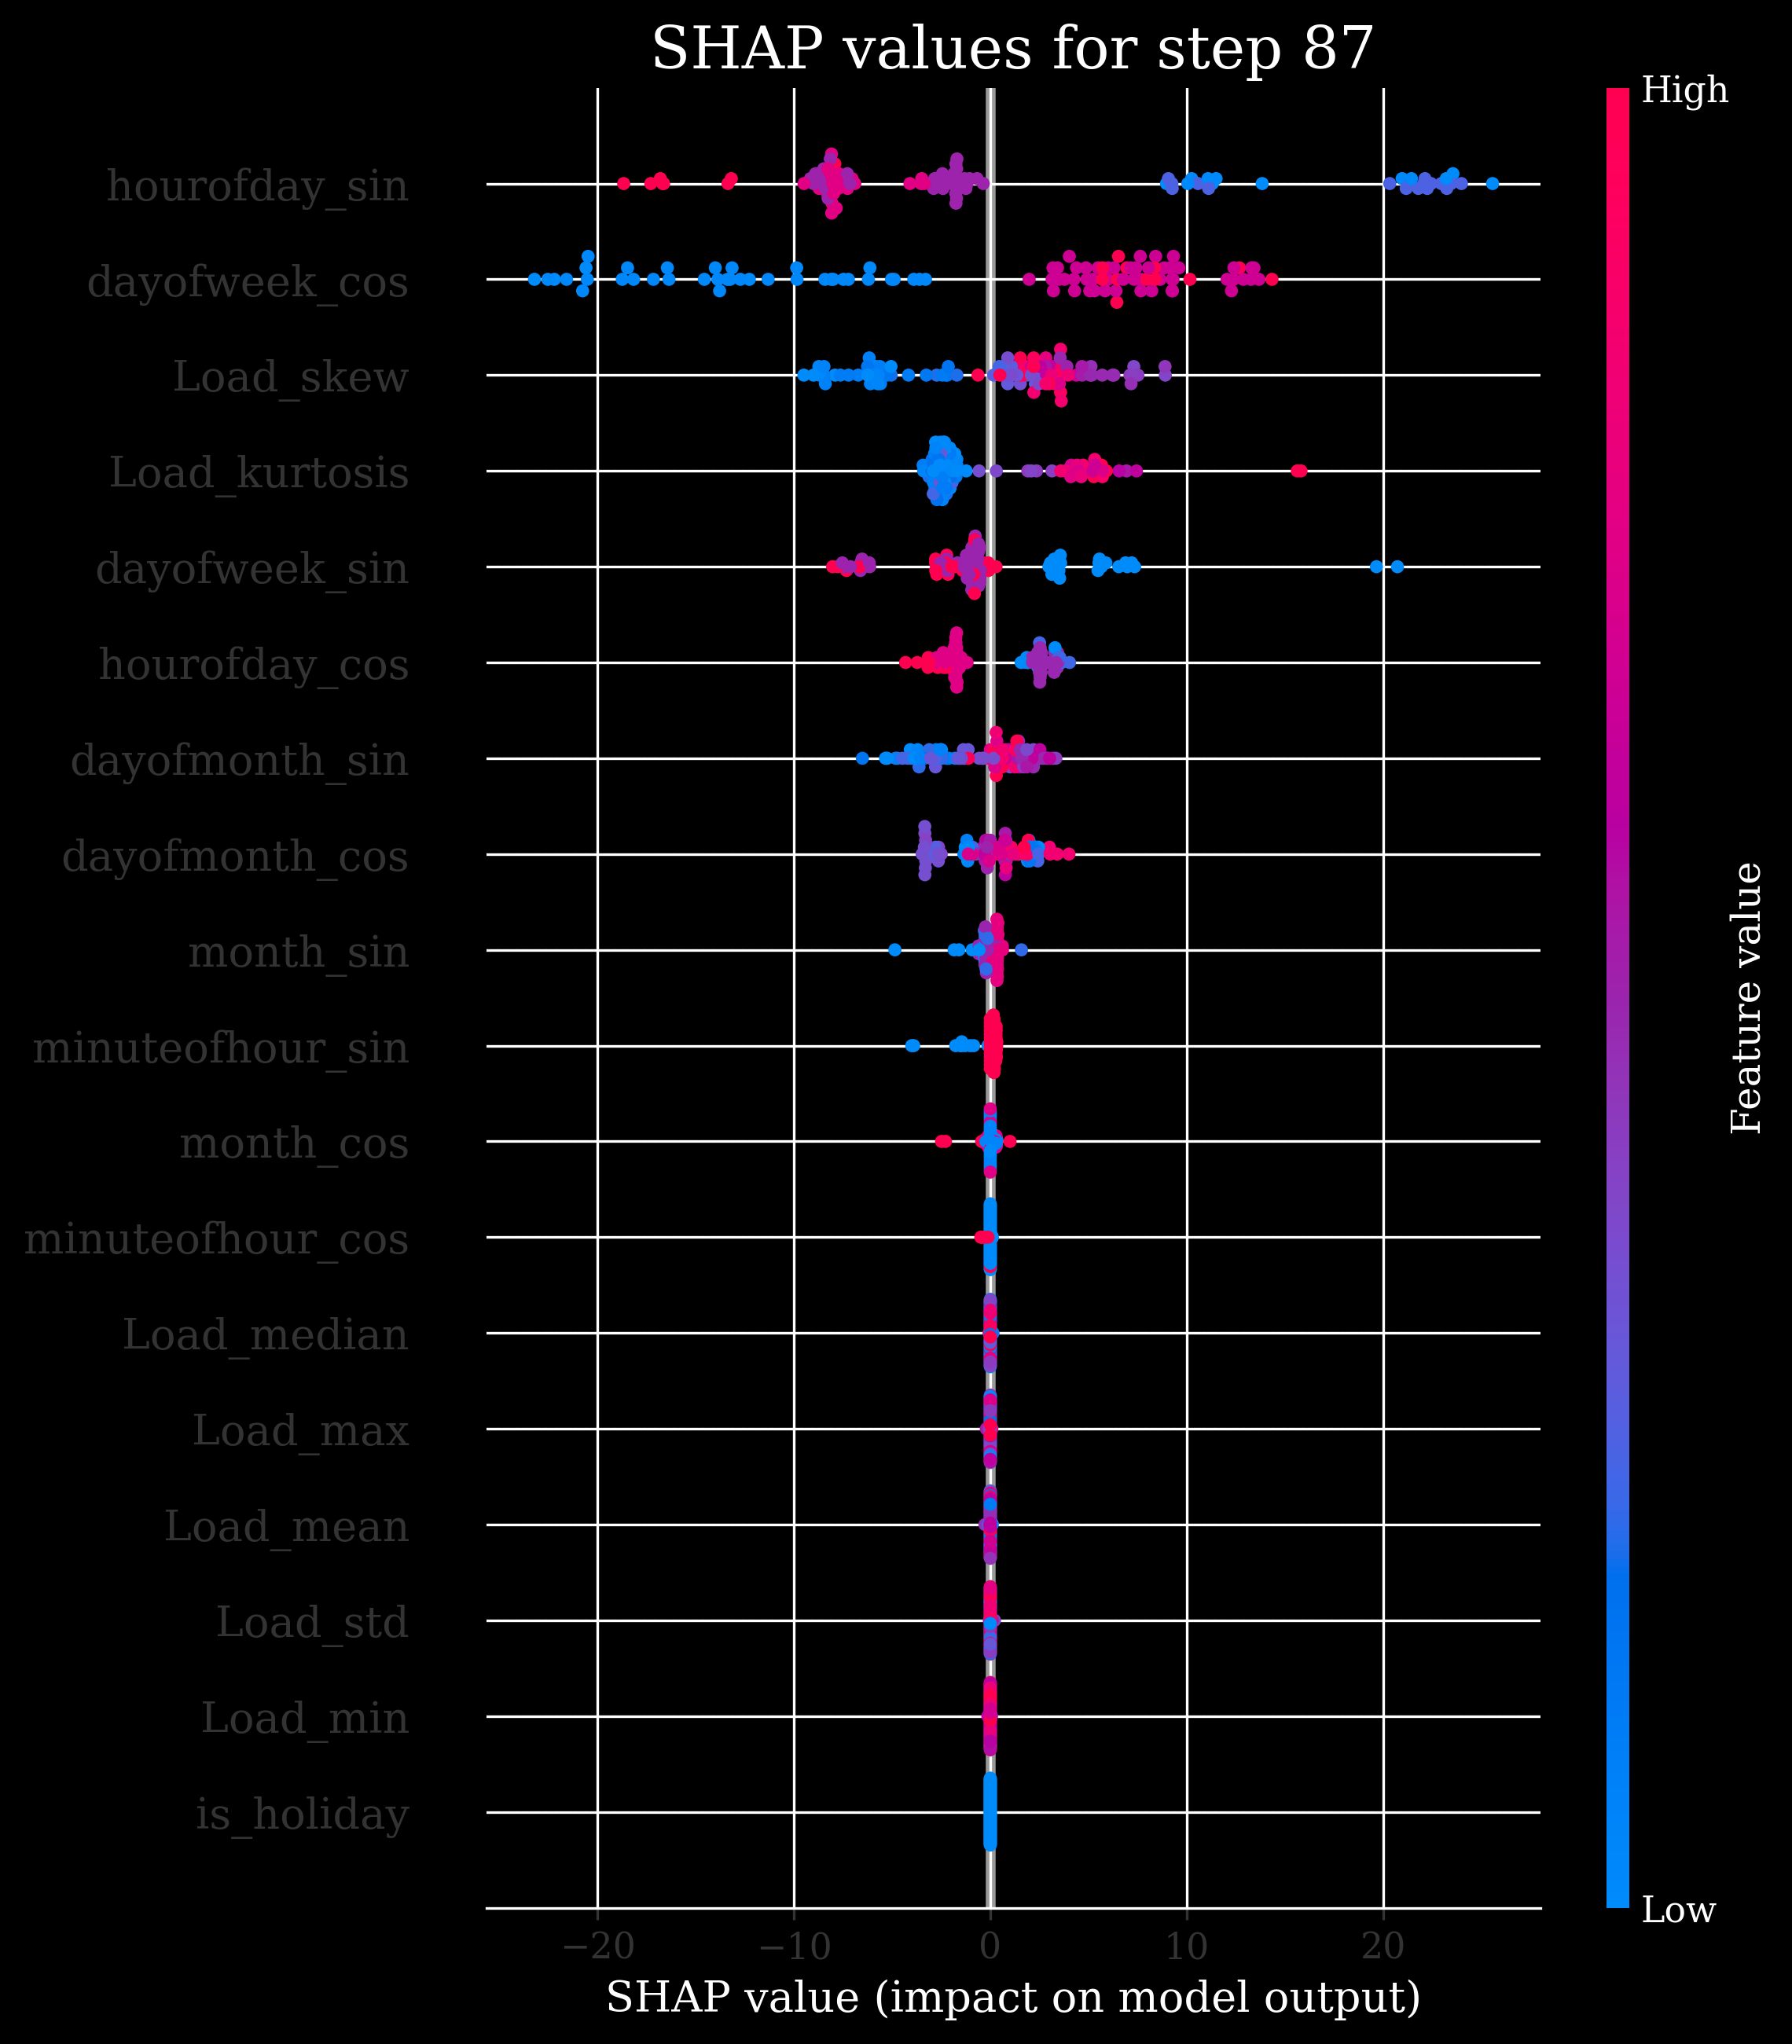 SHAP values for step 87
High
hourofday_sin
dayofweek_cos
Load_skew
Load_kurtosis
dayofweek_sin
hourofday_cos
dayofmonth_sin
dayofmonth_cos
month_sin
minuteofhour_sin
month_cos
minuteofhour_cos
Load_median
Load_max
Load_mean
Load_std
Load_min
is_holiday
Feature value
Low
−20 −10 0 10 20
SHAP value (impact on model output)